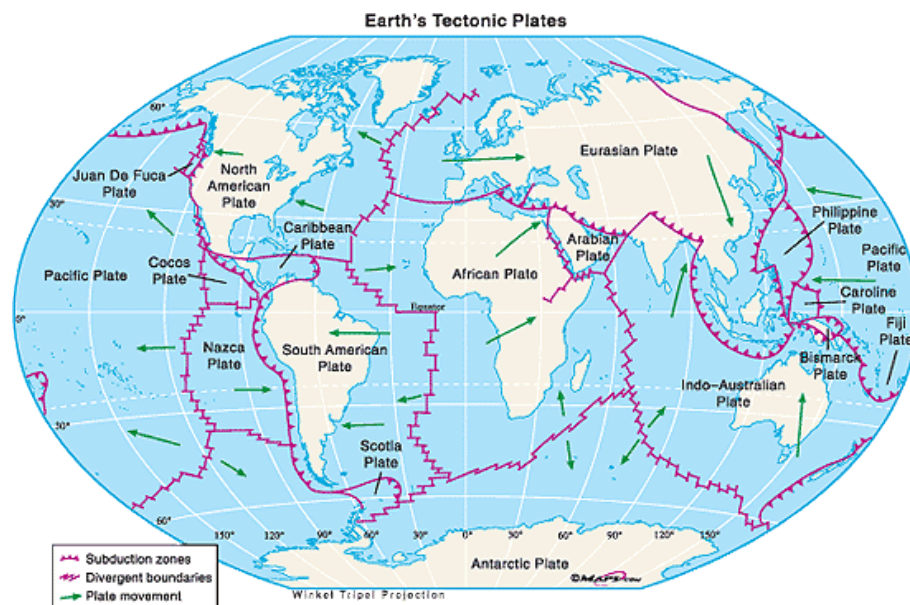 Earth's Tectonic Plates
60°
Juan De Fuca
Plate
North
American
Plate
Eurasian Plate
30°
Caribbean
Plate
Arabian
Plate
Philippine
Plate
Pacific Plate
Cocos
Plate
African Plate
Pacific
Plate
Caroline
Plate
0°
Equator
Fiji
Plate
Nazca
Plate
South American
Plate
Bismarck
Plate
Indo-Australian
Plate
30°
Scotia
Plate
60°
150°
120°
90°
60°
30°
0°
30°
60°
90°
120°
150°
Antarctic Plate
Subduction zones
Divergent boundaries
Plate movement
©MAPS.com
Winkel Tripel Projection